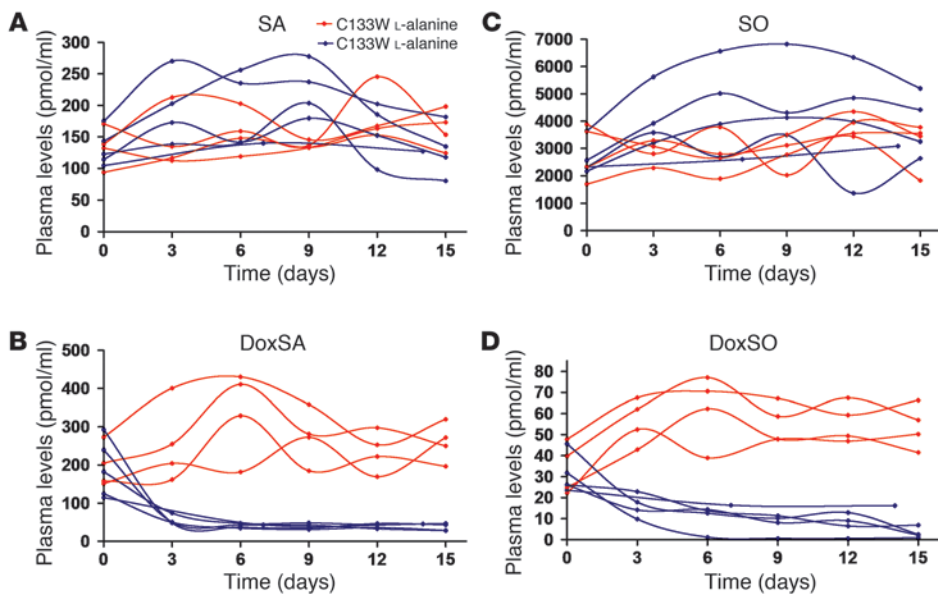 A
SA
C133W L-alanine
C133W L-alanine
Plasma levels (pmol/ml)
300
250
200
150
100
50
0
0 3 6 9 12 15
Time (days)
C
SO
Plasma levels (pmol/ml)
7000
6000
5000
4000
3000
2000
1000
0
0 3 6 9 12 15
Time (days)
B
DoxSA
Plasma levels (pmol/ml)
500
400
300
200
100
0
0 3 6 9 12 15
Time (days)
D
DoxSO
Plasma levels (pmol/ml)
80
70
60
50
40
30
20
10
0
0 3 6 9 12 15
Time (days)